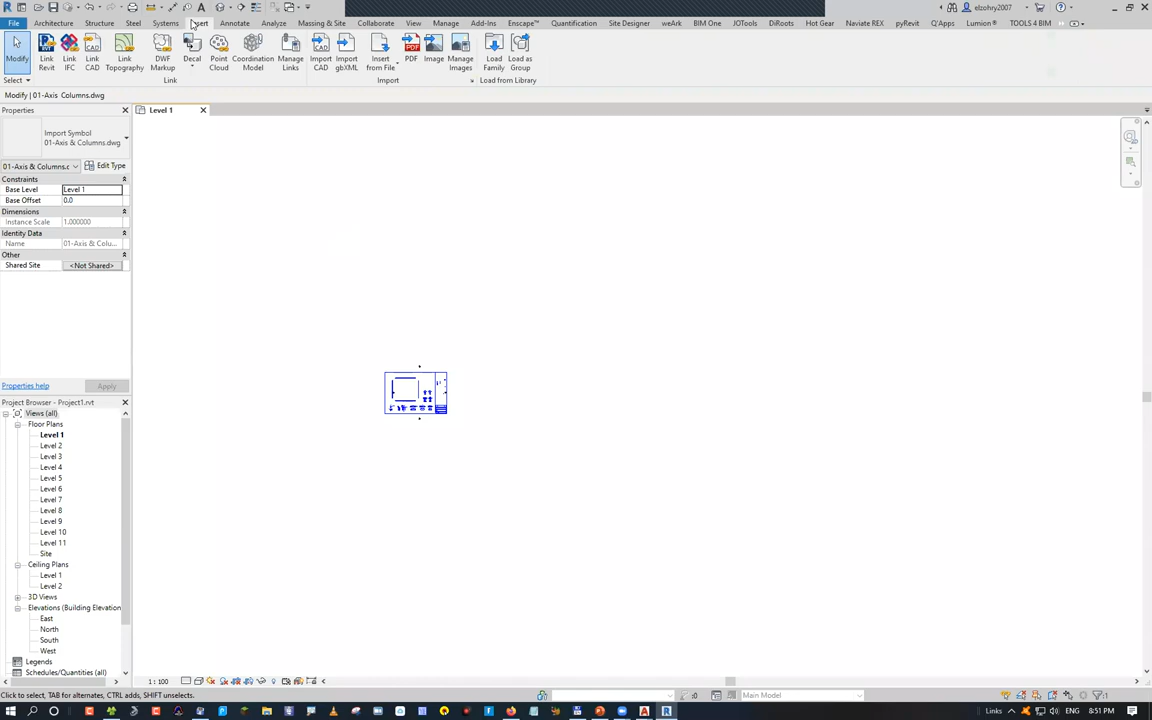 elzohry2007
File Architecture Structure Steel Systems Insert Annotate Analyze Massing & Site Collaborate View Manage Add-Ins Enscape™ Quantification Site Designer weArk BIM One JOTools DiRoots Hot Gear Naviate REX pyRevit Q'Apps Lumion® TOOLS 4 BIM
Modify
Link Revit
Link IFC
Link CAD
Link Topography
DWF Markup
Decal
Point Cloud
Coordination Model
Manage Links
Import CAD
Import gbXML
Insert from File
PDF
Image
Manage Images
Load Family
Load as Group
Select Link Import Load from Library
Modify | 01-Axis Columns.dwg
Properties
Level 1
Import Symbol
01-Axis & Columns.dwg
01-Axis & Columns.c Edit Type
Constraints
Base Level Level 1
Base Offset 0.0
Dimensions
Instance Scale 1.000000
Identity Data
Name 01-Axis & Colu...
Other
Shared Site <Not Shared>
Properties help Apply
Project Browser - Project1.rvt
Views (all)
Floor Plans
Level 1
Level 2
Level 3
Level 4
Level 5
Level 6
Level 7
Level 8
Level 9
Level 10
Level 11
Site
Ceiling Plans
Level 1
Level 2
3D Views
Elevations (Building Elevation
East
North
South
West
Legends
Schedules/Quantities (all)
1 : 100
Click to select, TAB for alternates, CTRL adds, SHIFT unselects.
:0 Main Model
Links ENG 8:51 PM